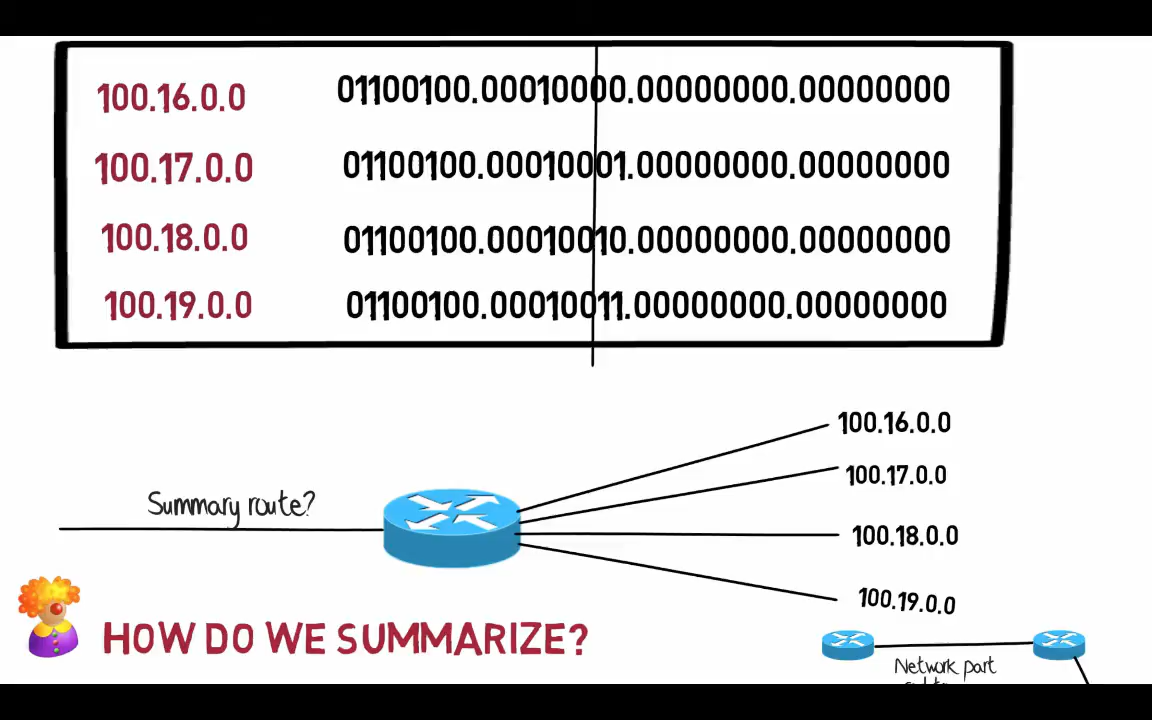 100.16.0.0 01100100.00010000.00000000.00000000
100.17.0.0 01100100.00010001.00000000.00000000
100.18.0.0 01100100.00010010.00000000.00000000
100.19.0.0 01100100.00010011.00000000.00000000
100.16.0.0
100.17.0.0
Summary route?
100.18.0.0
100.19.0.0
HOW DO WE SUMMARIZE?
Network part